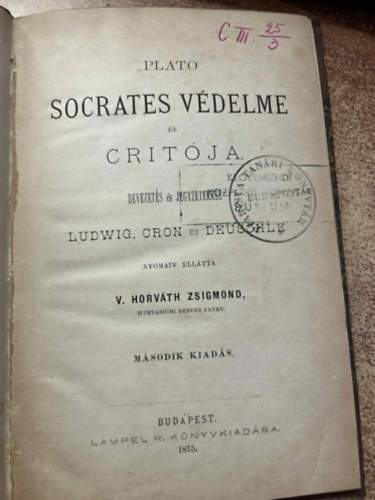 C III. 25/3
PLATO
SOCRATES VÉDELME
ÉS
CRITÓJA.
BEVEZETÉS és JEGYZETEKKEL
LUDWIG, CRON ÉS DEUSCHLE
NYOMAIN ELLÁTTA
V. HORVÁTH ZSIGMOND,
GYMNASIUMI RENDES TANÁR.
MÁSODIK KIADÁS.
BUDAPEST.
LAMPEL R. KÖNYVKIADÁSA.
1875.